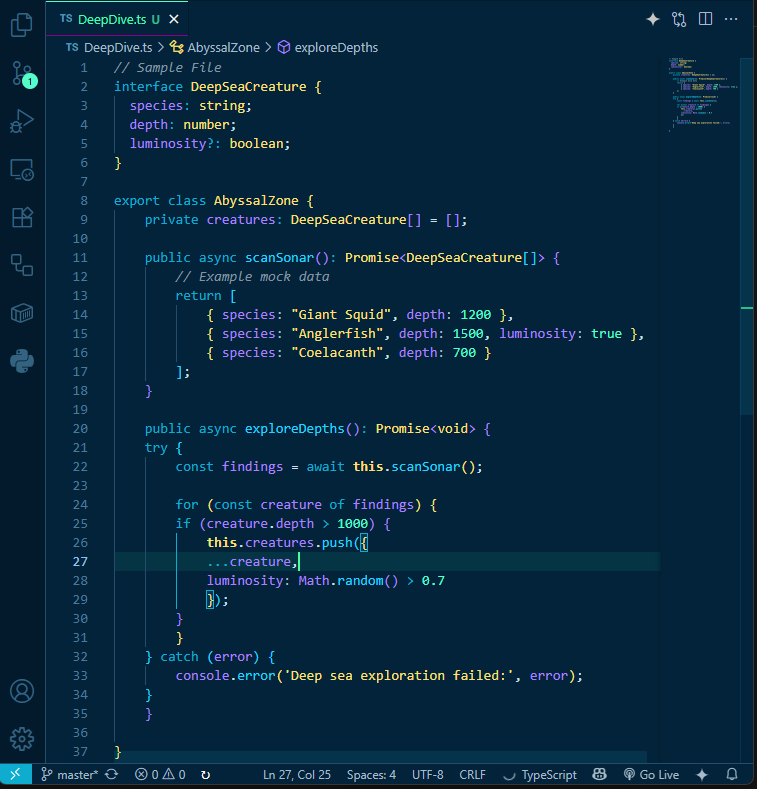 TS DeepDive.ts U ×
TS DeepDive.ts > AbyssalZone > exploreDepths
1 // Sample File
2 interface DeepSeaCreature {
3   species: string;
4   depth: number;
5   luminosity?: boolean;
6 }
7
8 export class AbyssalZone {
9     private creatures: DeepSeaCreature[] = [];
10
11     public async scanSonar(): Promise<DeepSeaCreature[]> {
12         // Example mock data
13         return [
14             { species: "Giant Squid", depth: 1200 },
15             { species: "Anglerfish", depth: 1500, luminosity: true },
16             { species: "Coelacanth", depth: 700 }
17         ];
18     }
19
20     public async exploreDepths(): Promise<void> {
21     try {
22         const findings = await this.scanSonar();
23
24         for (const creature of findings) {
25         if (creature.depth > 1000) {
26             this.creatures.push({
27             ...creature,
28             luminosity: Math.random() > 0.7
29             });
30         }
31         }
32     } catch (error) {
33         console.error('Deep sea exploration failed:', error);
34     }
35     }
36
37 }
1
master* 0 0 Ln 27, Col 25 Spaces: 4 UTF-8 CRLF TypeScript Go Live